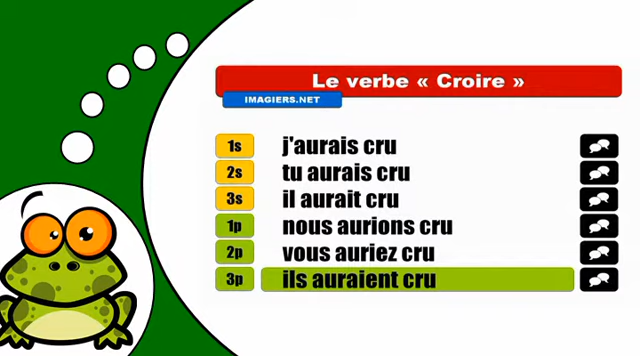 Le verbe « Croire »
IMAGIERS.NET
1s j'aurais cru
2s tu aurais cru
3s il aurait cru
1p nous aurions cru
2p vous auriez cru
3p ils auraient cru